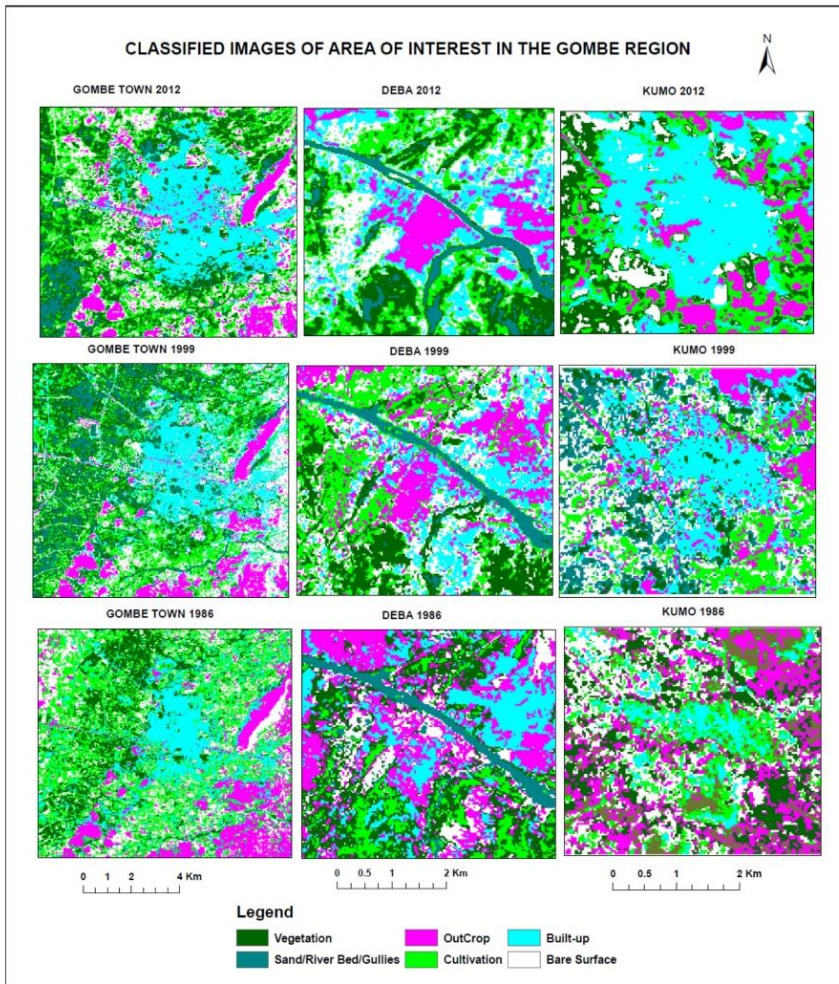 CLASSIFIED IMAGES OF AREA OF INTEREST IN THE GOMBE REGION
N
GOMBE TOWN 2012
DEBA 2012
KUMO 2012
GOMBE TOWN 1999
DEBA 1999
KUMO 1999
GOMBE TOWN 1986
DEBA 1986
KUMO 1986
0 1 2 4 Km
0 0.5 1 2 Km
0 0.5 1 2 Km
Legend
Vegetation
OutCrop
Built-up
Sand/River Bed/Gullies
Cultivation
Bare Surface